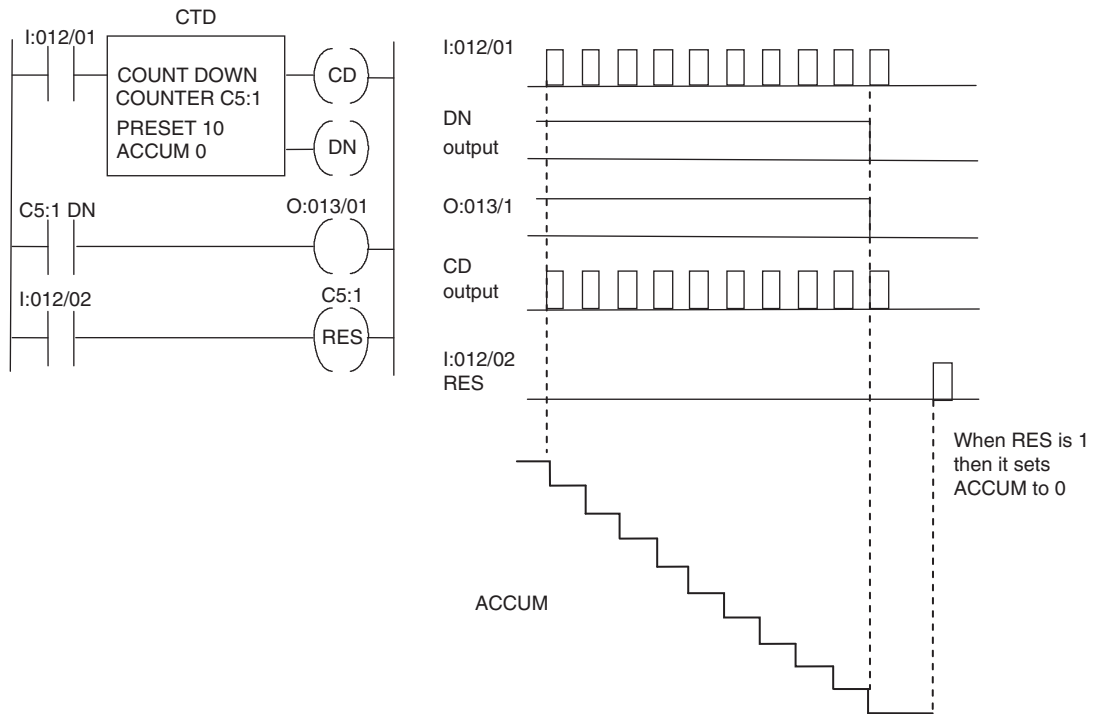 CTD
I:012/01
COUNT DOWN
COUNTER C5:1
PRESET 10
ACCUM 0
CD
DN
C5:1 DN
O:013/01
I:012/02
C5:1
RES
I:012/01
DN
output
O:013/1
CD
output
I:012/02
RES
When RES is 1
then it sets
ACCUM to 0
ACCUM